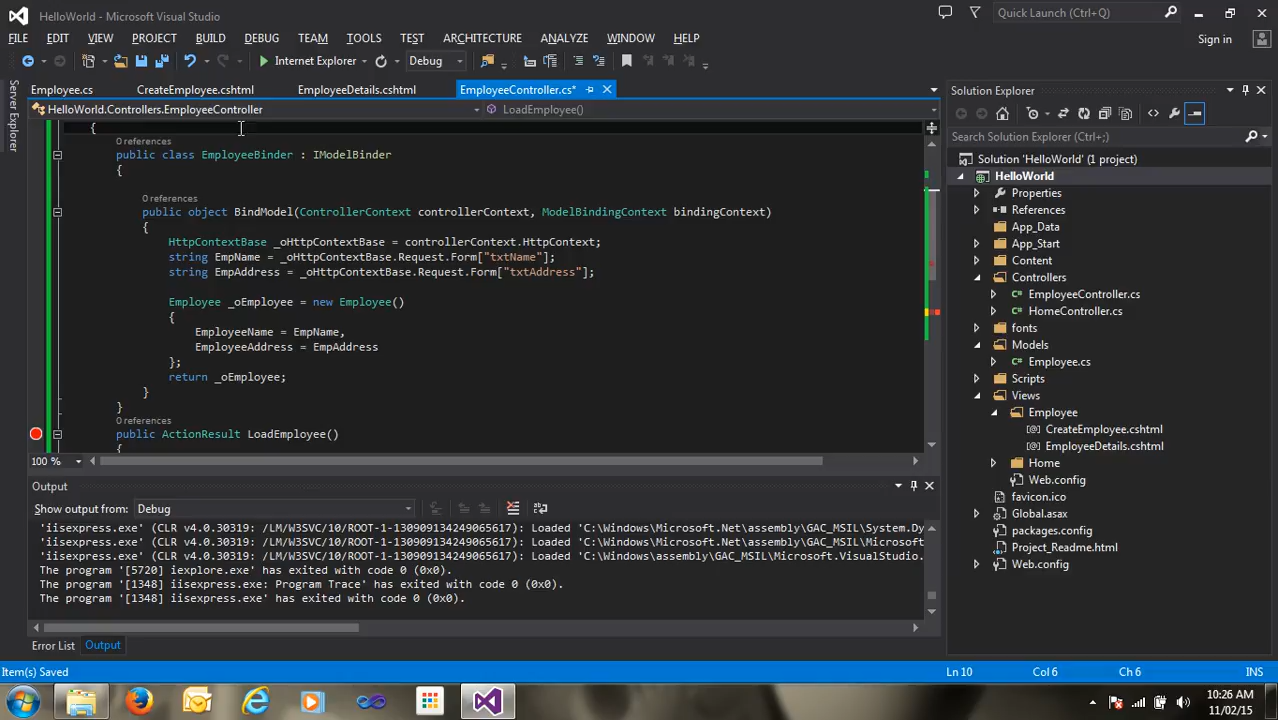 HelloWorld - Microsoft Visual Studio
Quick Launch (Ctrl+Q)
FILE EDIT VIEW PROJECT BUILD DEBUG TEAM TOOLS TEST ARCHITECTURE ANALYZE WINDOW HELP
Sign in
Internet Explorer
Debug
Server Explorer
Employee.cs CreateEmployee.cshtml EmployeeDetails.cshtml EmployeeController.cs*
HelloWorld.Controllers.EmployeeController LoadEmployee()
{
0 references
public class EmployeeBinder : IModelBinder
{
0 references
public object BindModel(ControllerContext controllerContext, ModelBindingContext bindingContext)
{
HttpContextBase _oHttpContextBase = controllerContext.HttpContext;
string EmpName = _oHttpContextBase.Request.Form["txtName"];
string EmpAddress = _oHttpContextBase.Request.Form["txtAddress"];
Employee _oEmployee = new Employee()
{
EmployeeName = EmpName,
EmployeeAddress = EmpAddress
};
return _oEmployee;
}
}
0 references
public ActionResult LoadEmployee()
{
100 %
Solution Explorer
Search Solution Explorer (Ctrl+;)
Solution 'HelloWorld' (1 project)
HelloWorld
Properties
References
App_Data
App_Start
Content
Controllers
EmployeeController.cs
HomeController.cs
fonts
Models
Employee.cs
Scripts
Views
Employee
CreateEmployee.cshtml
EmployeeDetails.cshtml
Home
Web.config
favicon.ico
Global.asax
packages.config
Project_Readme.html
Web.config
Output
Show output from: Debug
'iisexpress.exe' (CLR v4.0.30319: /LM/W3SVC/10/ROOT-1-130909134249065617): Loaded 'C:\Windows\Microsoft.Net\assembly\GAC_MSIL\System.Dy
'iisexpress.exe' (CLR v4.0.30319: /LM/W3SVC/10/ROOT-1-130909134249065617): Loaded 'C:\Windows\Microsoft.Net\assembly\GAC_MSIL\Microsoft
'iisexpress.exe' (CLR v4.0.30319: /LM/W3SVC/10/ROOT-1-130909134249065617): Loaded 'C:\Windows\assembly\GAC_MSIL\Microsoft.VisualStudio.
The program '[5720] iexplore.exe' has exited with code 0 (0x0).
The program '[1348] iisexpress.exe: Program Trace' has exited with code 0 (0x0).
The program '[1348] iisexpress.exe' has exited with code 0 (0x0).
Error List Output
Item(s) Saved
Ln 10 Col 6 Ch 6 INS
10:26 AM
11/02/15